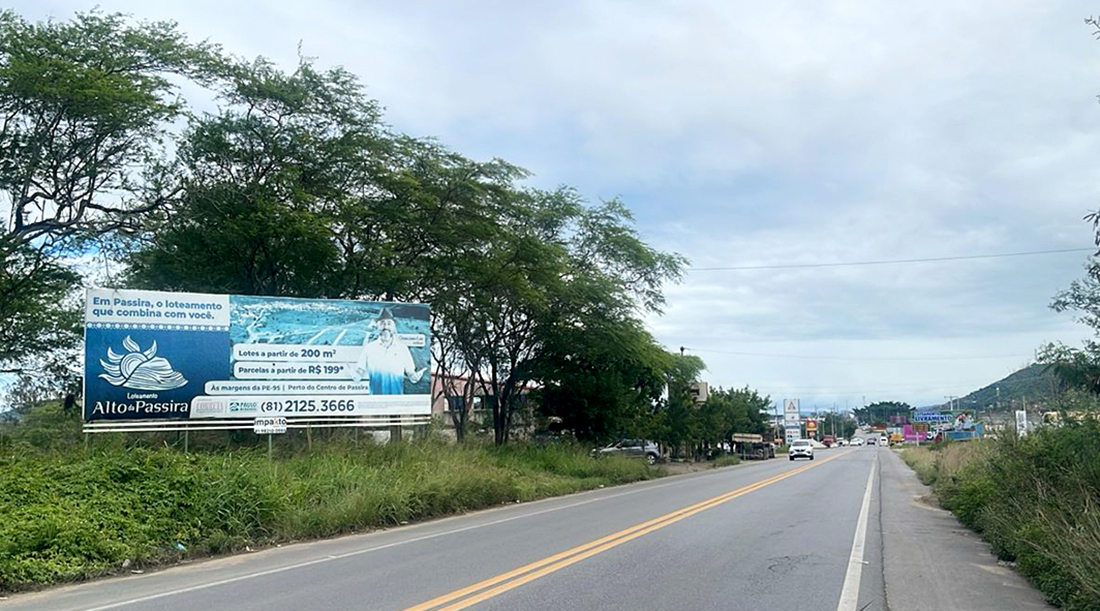 Em Passira, o loteamento
que combina com você.
Lotes a partir de 200 m²
Parcelas a partir de R$ 199*
Às margens da PE-95 | Perto do Centro de Passira
Loteamento
Alto de Passira
(81) 2125.3666
impakto
LIVRAMENTO